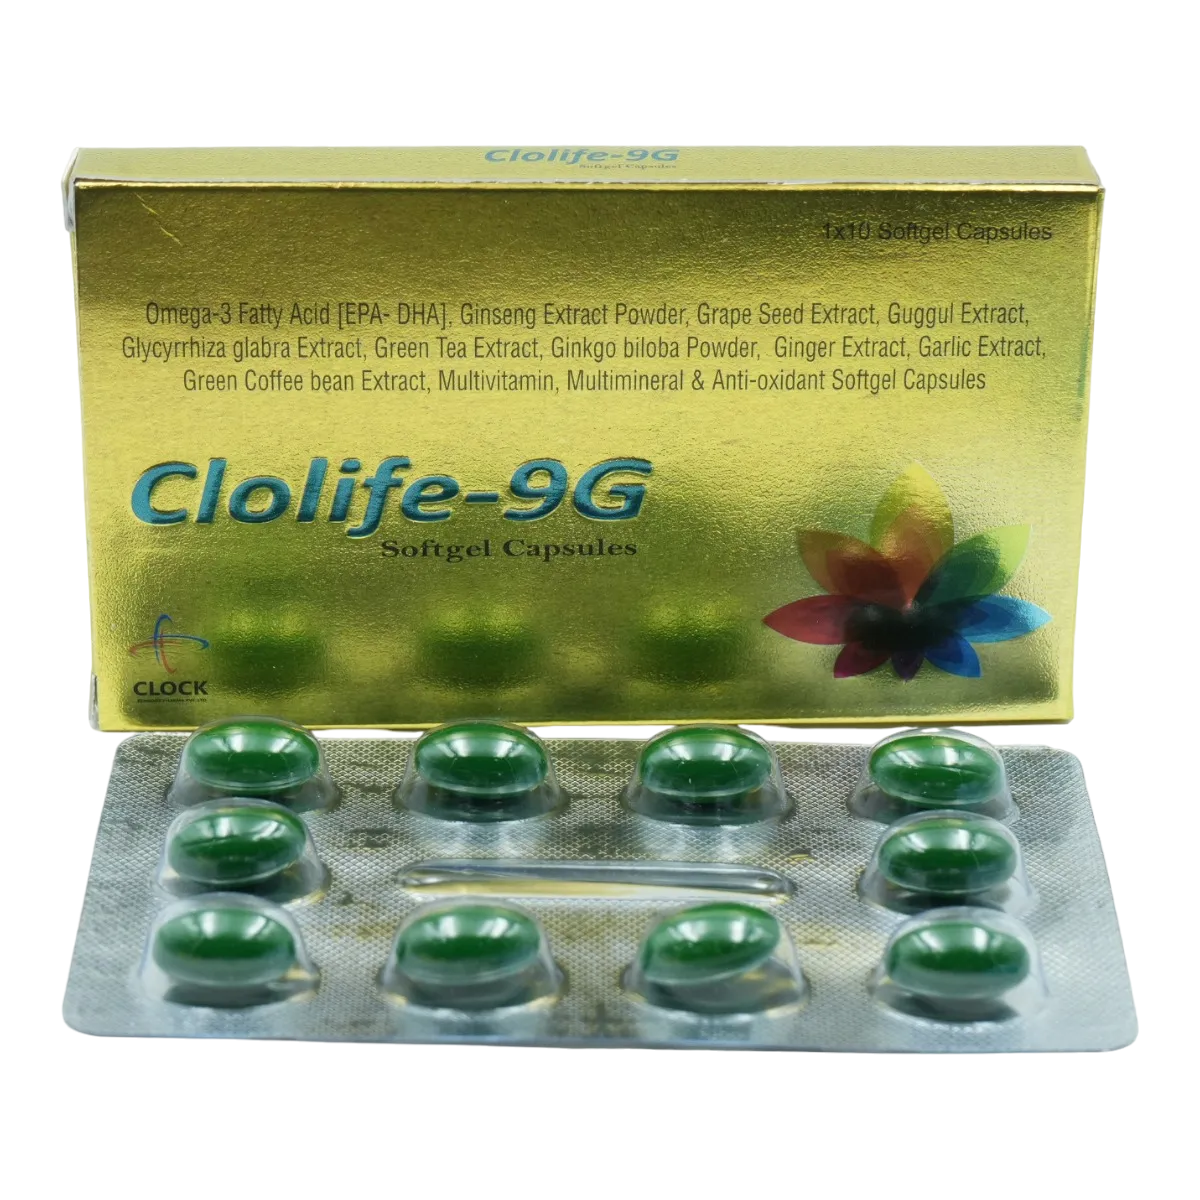 Clolife-9G
Softgel Capsules
1x10 Softgel Capsules
Omega-3 Fatty Acid [EPA- DHA], Ginseng Extract Powder, Grape Seed Extract, Guggul Extract,
Glycyrrhiza glabra Extract, Green Tea Extract, Ginkgo biloba Powder, Ginger Extract, Garlic Extract,
Green Coffee bean Extract, Multivitamin, Multimineral & Anti-oxidant Softgel Capsules
Clolife-9G
Softgel Capsules
CLOCK